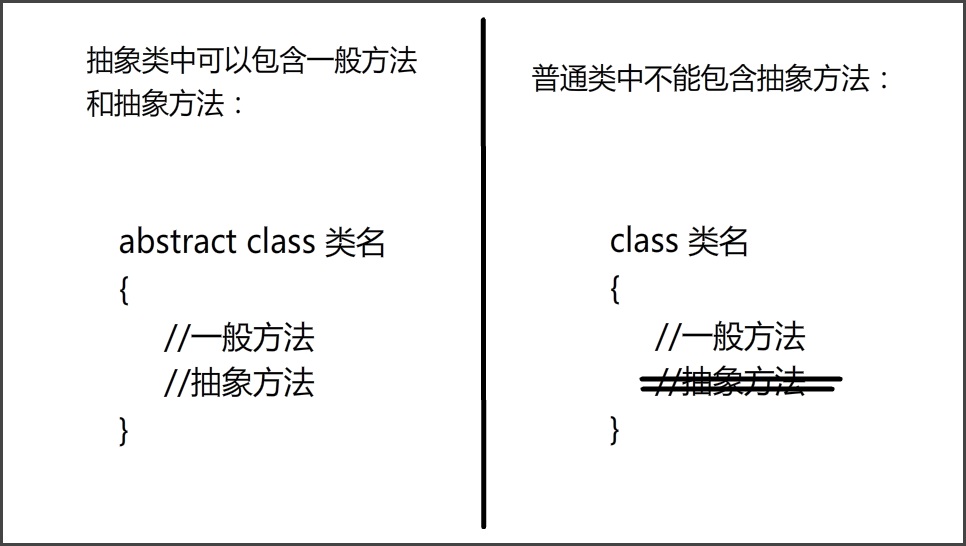 抽象类中可以包含一般方法
和抽象方法：
abstract class 类名
{
//一般方法
//抽象方法
}
普通类中不能包含抽象方法：
class 类名
{
//一般方法
//抽象方法
}